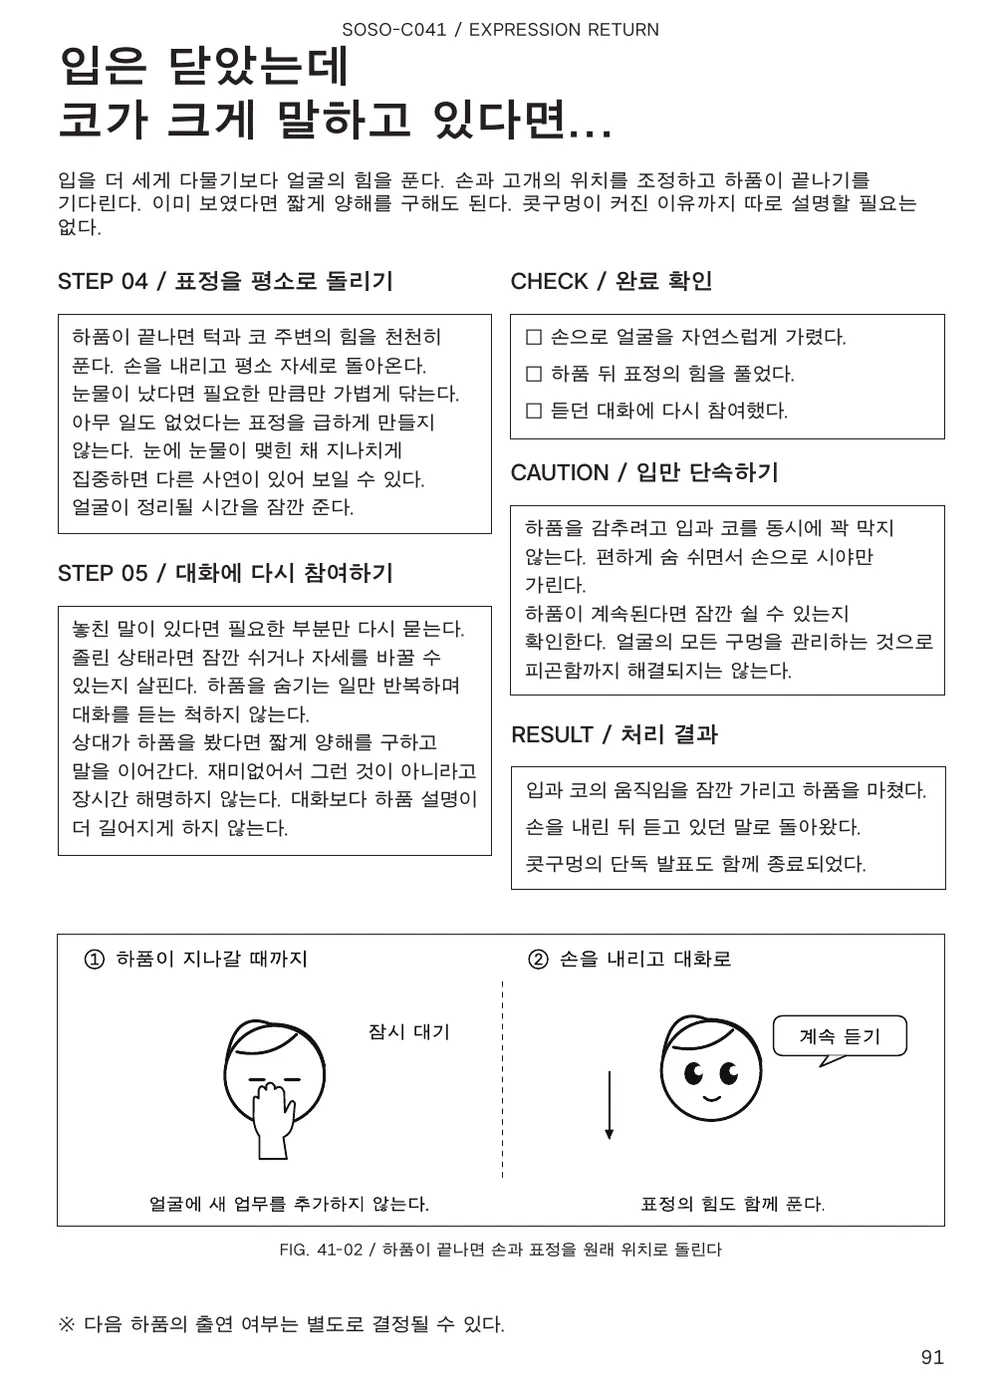 SOSO-C041 / EXPRESSION RETURN
입은 닫았는데
코가 크게 말하고 있다면...
입을 더 세게 다물기보다 얼굴의 힘을 푼다. 손과 고개의 위치를 조정하고 하품이 끝나기를
기다린다. 이미 보였다면 짧게 양해를 구해도 된다. 콧구멍이 커진 이유까지 따로 설명할 필요는
없다.
STEP 04 / 표정을 평소로 돌리기
하품이 끝나면 턱과 코 주변의 힘을 천천히
푼다. 손을 내리고 평소 자세로 돌아온다.
눈물이 났다면 필요한 만큼만 가볍게 닦는다.
아무 일도 없었다는 표정을 급하게 만들지
않는다. 눈에 눈물이 맺힌 채 지나치게
집중하면 다른 사연이 있어 보일 수 있다.
얼굴이 정리될 시간을 잠깐 준다.
STEP 05 / 대화에 다시 참여하기
놓친 말이 있다면 필요한 부분만 다시 묻는다.
졸린 상태라면 잠깐 쉬거나 자세를 바꿀 수
있는지 살핀다. 하품을 숨기는 일만 반복하며
대화를 듣는 척하지 않는다.
상대가 하품을 봤다면 짧게 양해를 구하고
말을 이어간다. 재미없어서 그런 것이 아니라고
장시간 해명하지 않는다. 대화보다 하품 설명이
더 길어지게 하지 않는다.
CHECK / 완료 확인
□ 손으로 얼굴을 자연스럽게 가렸다.
□ 하품 뒤 표정의 힘을 풀었다.
□ 듣던 대화에 다시 참여했다.
CAUTION / 입만 단속하기
하품을 감추려고 입과 코를 동시에 꽉 막지
않는다. 편하게 숨 쉬면서 손으로 시야만
가린다.
하품이 계속된다면 잠깐 쉴 수 있는지
확인한다. 얼굴의 모든 구멍을 관리하는 것으로
피곤함까지 해결되지는 않는다.
RESULT / 처리 결과
입과 코의 움직임을 잠깐 가리고 하품을 마쳤다.
손을 내린 뒤 듣고 있던 말로 돌아왔다.
콧구멍의 단독 발표도 함께 종료되었다.
① 하품이 지나갈 때까지
잠시 대기
얼굴에 새 업무를 추가하지 않는다.
② 손을 내리고 대화로
계속 듣기
표정의 힘도 함께 푼다.
FIG. 41-02 / 하품이 끝나면 손과 표정을 원래 위치로 돌린다
※ 다음 하품의 출연 여부는 별도로 결정될 수 있다.
91